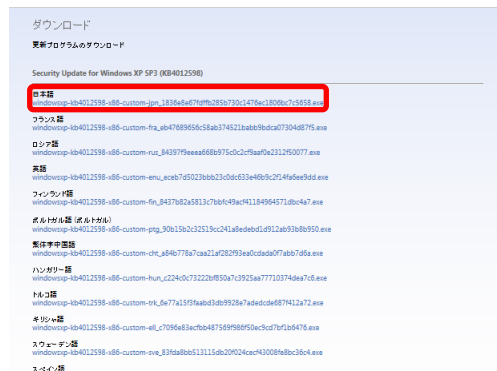 ダウンロード
更新プログラムのダウンロード
Security Update for Windows XP SP3 (KB4012598)
日本語
windowsxp-kb4012598-x86-custom-jpn_1836e6e67fdffb285b730c1476ec1806bc7c5658.exe
フランス語
windowsxp-kb4012598-x86-custom-fra_eb47689656c58ab374521babb9bdca07304d87f5.exe
ロシア語
windowsxp-kb4012598-x86-custom-rus_84397f9eeea668b975c0c2cf9aaf0e2312f50077.exe
英語
windowsxp-kb4012598-x86-custom-enu_eceb7d5023bbb23c0dc633e46b9c2f14fa6ee9dd.exe
フィンランド語
windowsxp-kb4012598-x86-custom-fin_8437b82a5813c7bbfc49acf41184964571dbc4a7.exe
ポルトガル語 (ポルトガル)
windowsxp-kb4012598-x86-custom-ptg_90b15b2c32519cc241a8edebd1d912ab93b8b950.exe
繁体字中国語
windowsxp-kb4012598-x86-custom-cht_a84b778a7caa21af282f93ea0cdada0f7abb7d6a.exe
ハンガリー語
windowsxp-kb4012598-x86-custom-hun_c224c0c73222bf850a7c3925aa77710374dea7c6.exe
トルコ語
windowsxp-kb4012598-x86-custom-trk_6e77a15f3faabd3db9928e7adedcde687f412a72.exe
ギリシャ語
windowsxp-kb4012598-x86-custom-ell_c7096e83ecfbb487569f986f50ec9cd7bf1b6476.exe
スウェーデン語
windowsxp-kb4012598-x86-custom-sve_83fda8bb513115db20f024cecf43008fe8bc36c4.exe
スペイン語